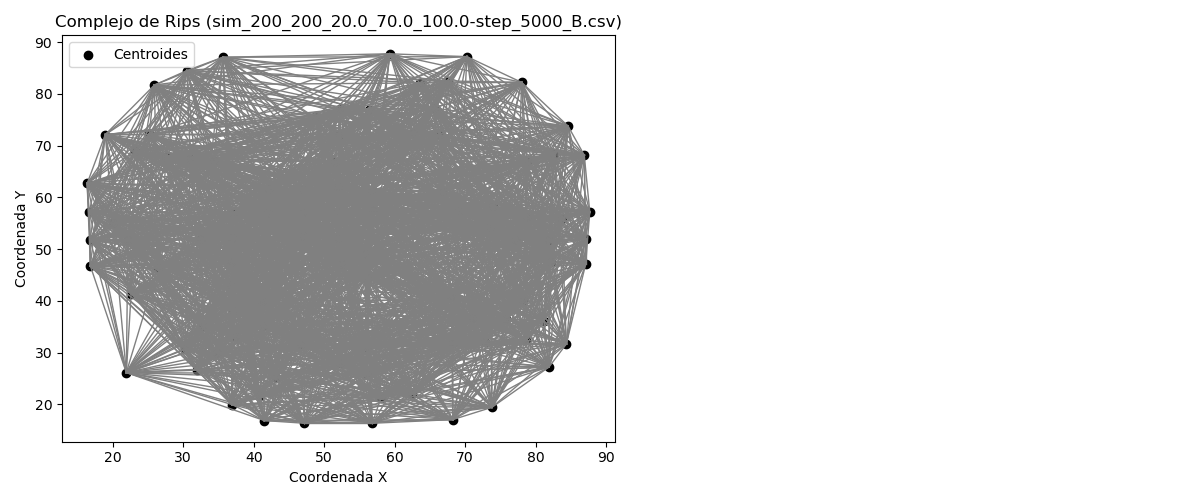 Complejo de Rips (sim_200_200_20.0_70.0_100.0-step_5000_B.csv)
Centroides
90
80
70
60
50
40
30
20
Coordenada Y
20 30 40 50 60 70 80 90
Coordenada X